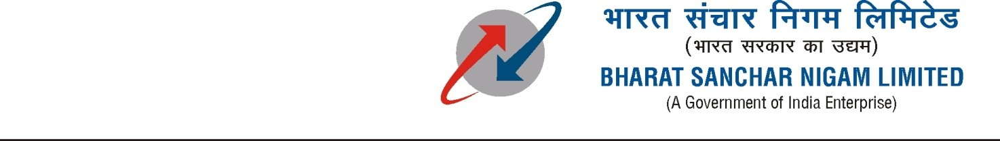 भारत संचार निगम लिमिटेड
(भारत सरकार का उद्यम)
BHARAT SANCHAR NIGAM LIMITED
(A Government of India Enterprise)